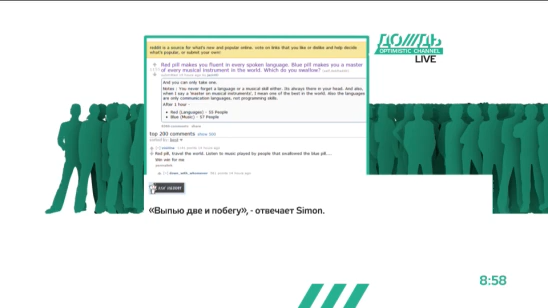 reddit is a source for what's new and popular online. vote on links that you like or dislike and help decide
what's popular, or submit your own!
ДОЖДЬ
OPTIMISTIC CHANNEL
LIVE
Red pill makes you fluent in every spoken language. Blue pill makes you a master
of every musical instrument in the world. Which do you swallow?
And you can only take one.
Notes : You never forget a language or a musical skill either. Its always there in your head. And also,
when I say a 'master on musical instruments', I mean one of the best in the world. Also the languages
are only communication languages, not programming skills.
After 1 hour -
Red (Languages) - 53 People
Blue (Music) - 57 People
top 200 comments show 500
Red pill, travel the world. Listen to music played by people that swallowed the blue pill....
Win win for me
«Выпью две и побегу», - отвечает Simon.
8:58